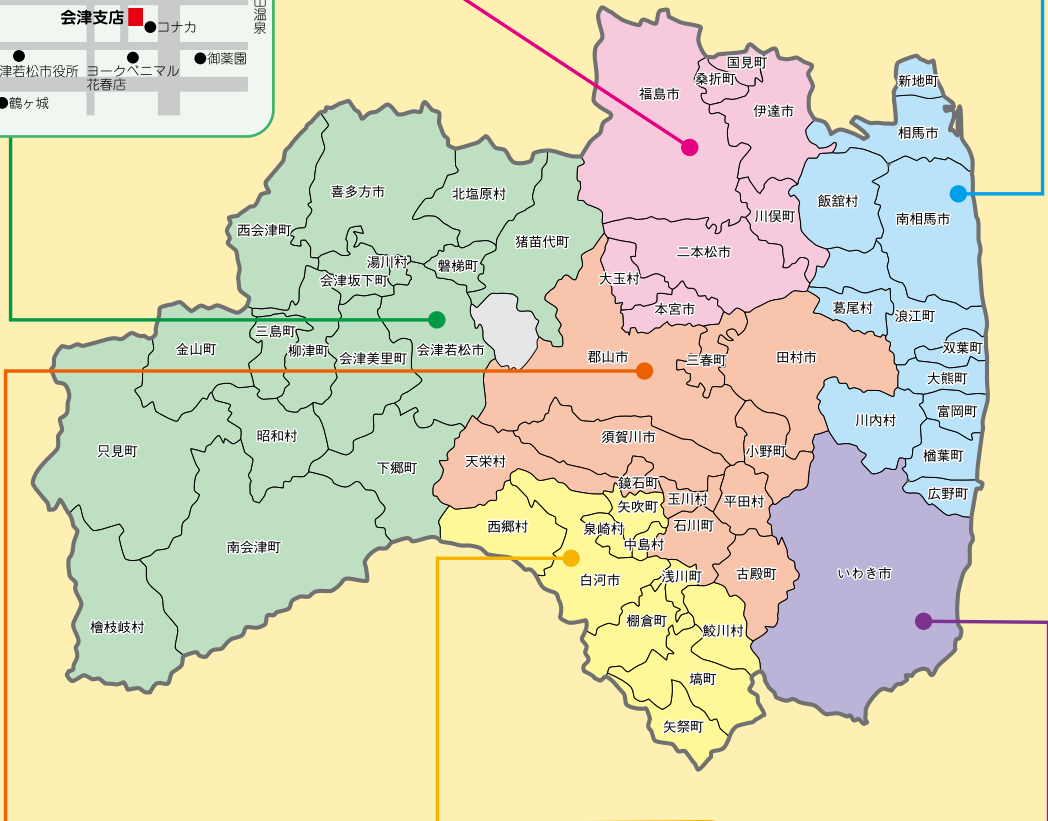 会津支店
コナカ
山温泉
津若松市役所
ヨークベニマル
花春店
御薬園
鶴ヶ城
国見町
桑折町
福島市
伊達市
新地町
相馬市
喜多方市
北塩原村
飯舘村
南相馬市
川俣町
西会津町
猪苗代町
二本松市
湯川村
磐梯町
会津坂下町
大玉村
本宮市
葛尾村
浪江町
三島町
金山町
柳津町
会津美里町
会津若松市
郡山市
三春町
田村市
双葉町
大熊町
富岡町
川内村
昭和村
須賀川市
小野町
只見町
楢葉町
天栄村
下郷町
鏡石町
広野町
玉川村
平田村
矢吹町
西郷村
泉崎村
石川町
中島村
南会津町
白河市
浅川町
古殿町
いわき市
棚倉町
檜枝岐村
鮫川村
塙町
矢祭町